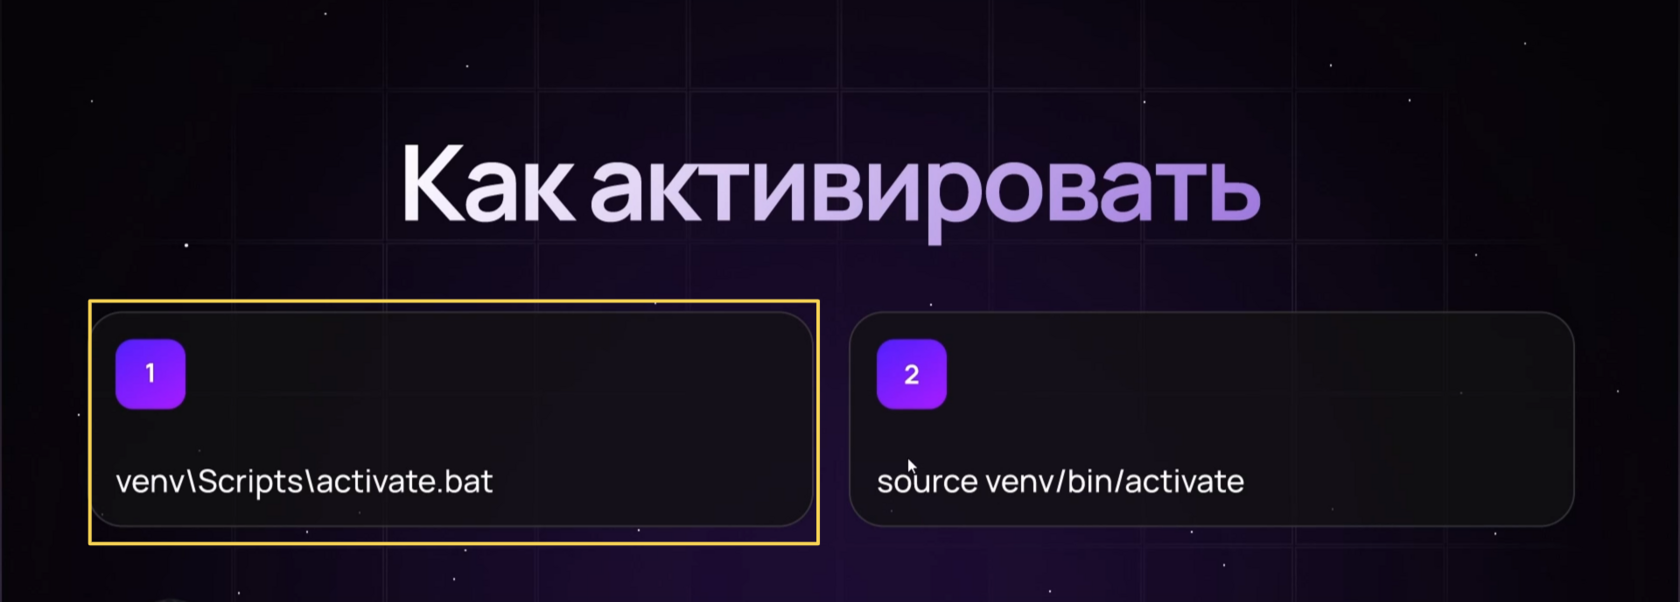 Как активировать
1
venv\Scripts\activate.bat
2
source venv/bin/activate